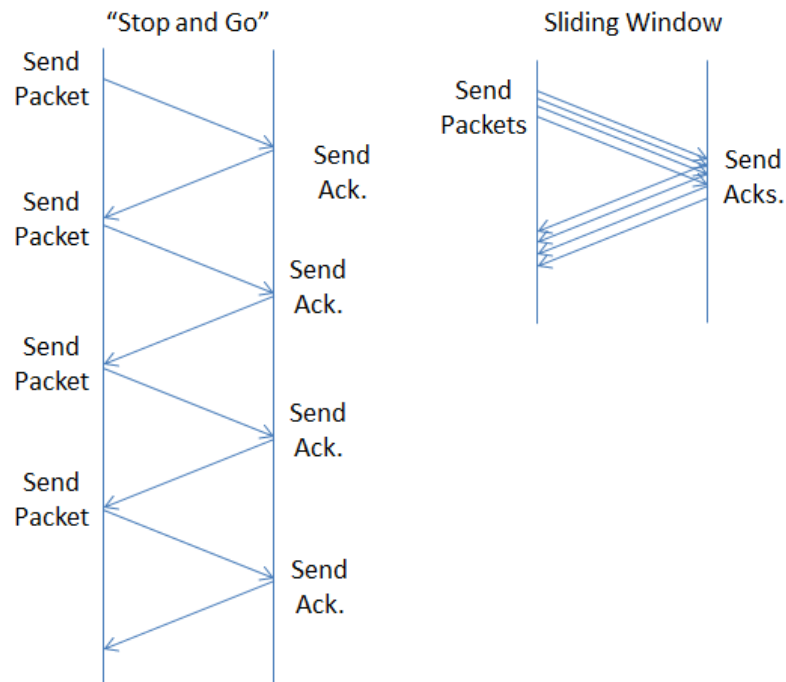 “Stop and Go”
Send
Packet
Send
Ack.
Send
Packet
Send
Ack.
Send
Packet
Send
Ack.
Send
Packet
Send
Ack.
Sliding Window
Send
Packets
Send
Acks.